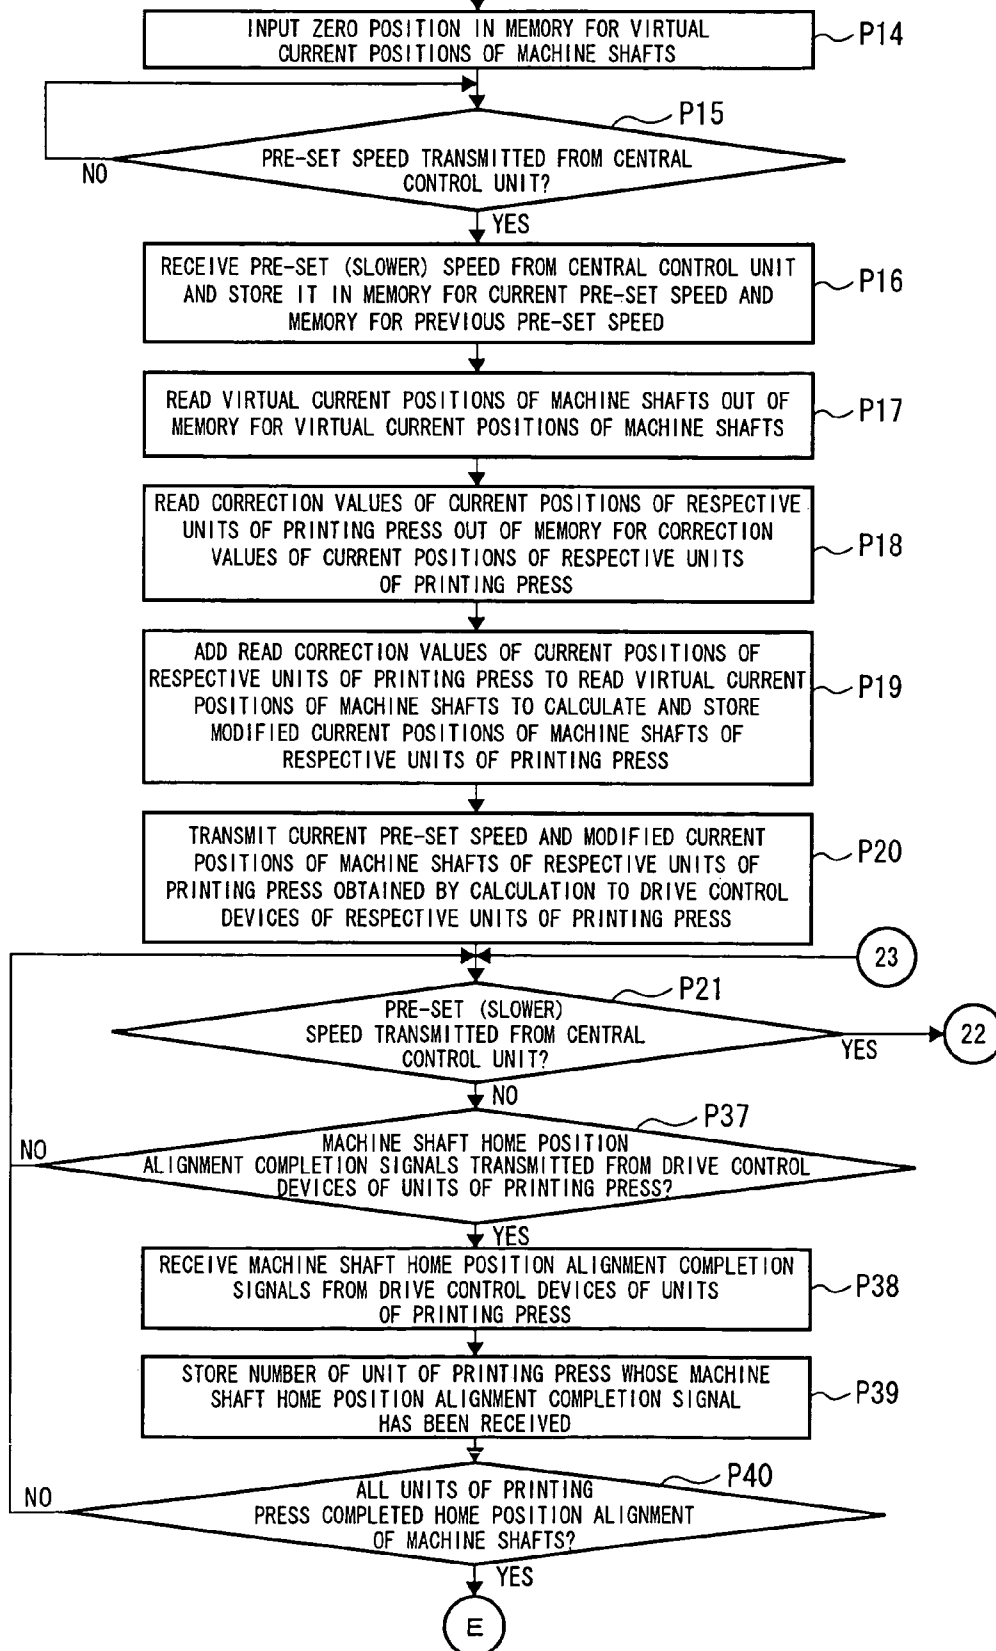 INPUT ZERO POSITION IN MEMORY FOR VIRTUAL
CURRENT POSITIONS OF MACHINE SHAFTS
P14
P15
PRE-SET SPEED TRANSMITTED FROM CENTRAL
CONTROL UNIT?
NO
YES
RECEIVE PRE-SET (SLOWER) SPEED FROM CENTRAL CONTROL UNIT
AND STORE IT IN MEMORY FOR CURRENT PRE-SET SPEED AND
MEMORY FOR PREVIOUS PRE-SET SPEED
P16
READ VIRTUAL CURRENT POSITIONS OF MACHINE SHAFTS OUT OF
MEMORY FOR VIRTUAL CURRENT POSITIONS OF MACHINE SHAFTS
P17
READ CORRECTION VALUES OF CURRENT POSITIONS OF RESPECTIVE
UNITS OF PRINTING PRESS OUT OF MEMORY FOR CORRECTION
VALUES OF CURRENT POSITIONS OF RESPECTIVE UNITS
OF PRINTING PRESS
P18
ADD READ CORRECTION VALUES OF CURRENT POSITIONS OF
RESPECTIVE UNITS OF PRINTING PRESS TO READ VIRTUAL CURRENT
POSITIONS OF MACHINE SHAFTS TO CALCULATE AND STORE
MODIFIED CURRENT POSITIONS OF MACHINE SHAFTS OF
RESPECTIVE UNITS OF PRINTING PRESS
P19
TRANSMIT CURRENT PRE-SET SPEED AND MODIFIED CURRENT
POSITIONS OF MACHINE SHAFTS OF RESPECTIVE UNITS OF
PRINTING PRESS OBTAINED BY CALCULATION TO DRIVE CONTROL
DEVICES OF RESPECTIVE UNITS OF PRINTING PRESS
P20
23
P21
PRE-SET (SLOWER)
SPEED TRANSMITTED FROM CENTRAL
CONTROL UNIT?
YES
22
NO
P37
MACHINE SHAFT HOME POSITION
ALIGNMENT COMPLETION SIGNALS TRANSMITTED FROM DRIVE CONTROL
DEVICES OF UNITS OF PRINTING PRESS?
NO
YES
RECEIVE MACHINE SHAFT HOME POSITION ALIGNMENT COMPLETION
SIGNALS FROM DRIVE CONTROL DEVICES OF UNITS
OF PRINTING PRESS
P38
STORE NUMBER OF UNIT OF PRINTING PRESS WHOSE MACHINE
SHAFT HOME POSITION ALIGNMENT COMPLETION SIGNAL
HAS BEEN RECEIVED
P39
P40
ALL UNITS OF PRINTING
PRESS COMPLETED HOME POSITION ALIGNMENT
OF MACHINE SHAFTS?
NO
YES
E